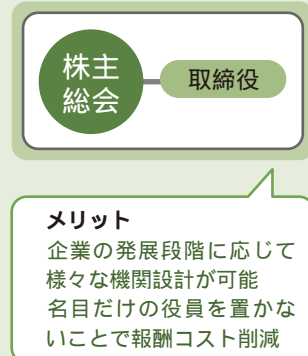 株主
総会
取締役
メリット
企業の発展段階に応じて
様々な機関設計が可能
名目だけの役員を置かな
いことで報酬コスト削減